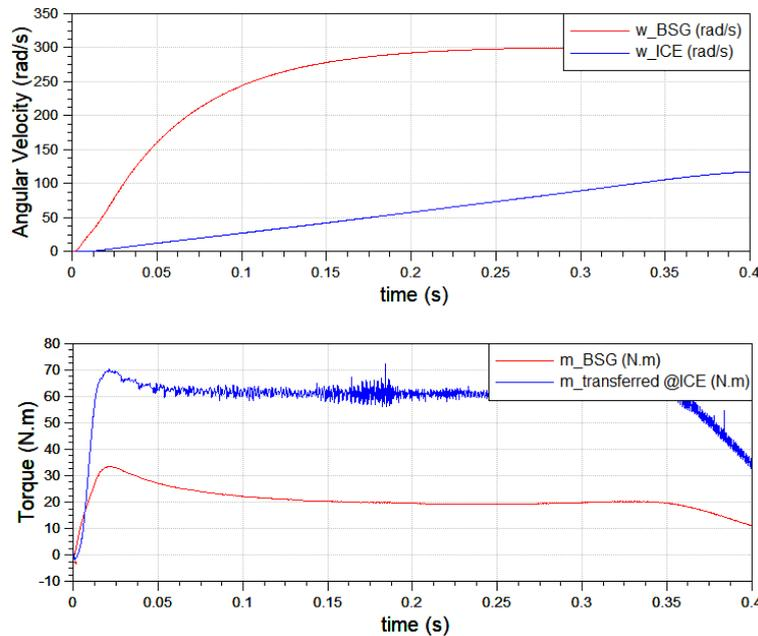 350
w_BSG (rad/s)
300
w_ICE (rad/s)
250
200
150
100
50
0
Angular Velocity (rad/s)
0 0.05 0.1 0.15 0.2 0.25 0.3 0.35 0.4
time (s)
80
m_BSG (N.m)
70
m_transferred @ICE (N.m)
60
50
40
30
20
10
0
-10
Torque (N.m)
0 0.05 0.1 0.15 0.2 0.25 0.3 0.35 0.4
time (s)